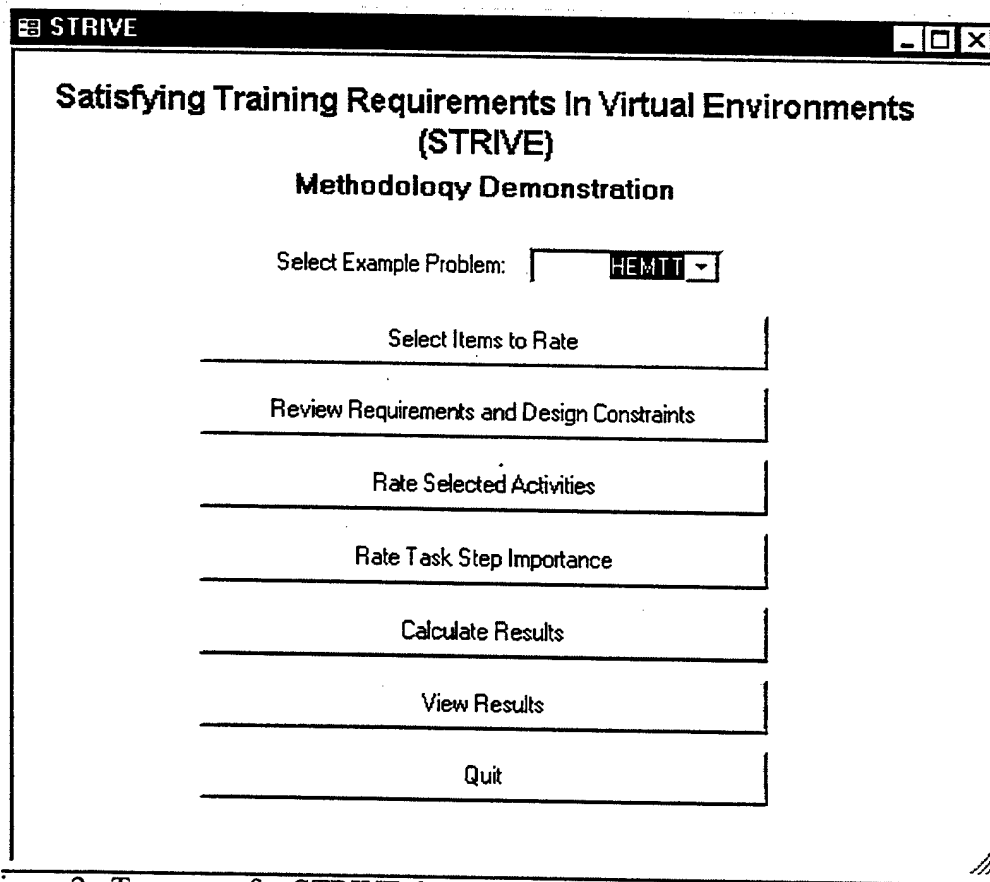 STRIVE
Satisfying Training Requirements In Virtual Environments
(STRIVE)
Methodology Demonstration
Select Example Problem: HEMTT
Select Items to Rate
Review Requirements and Design Constraints
Rate Selected Activities
Rate Task Step Importance
Calculate Results
View Results
Quit
STRIVE